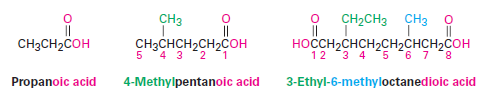 O CH₃ O O CH₂CH₃ CH₃ O
CH₃CH₂COH CH₃CHCH₂CH₂COH HOCCH₂CHCH₂CH₂CHCH₂COH
5 4 3 2 1 1 2 3 4 5 6 7 8
Propanoic acid 4-Methylpentanoic acid 3-Ethyl-6-methyloctanedioic acid